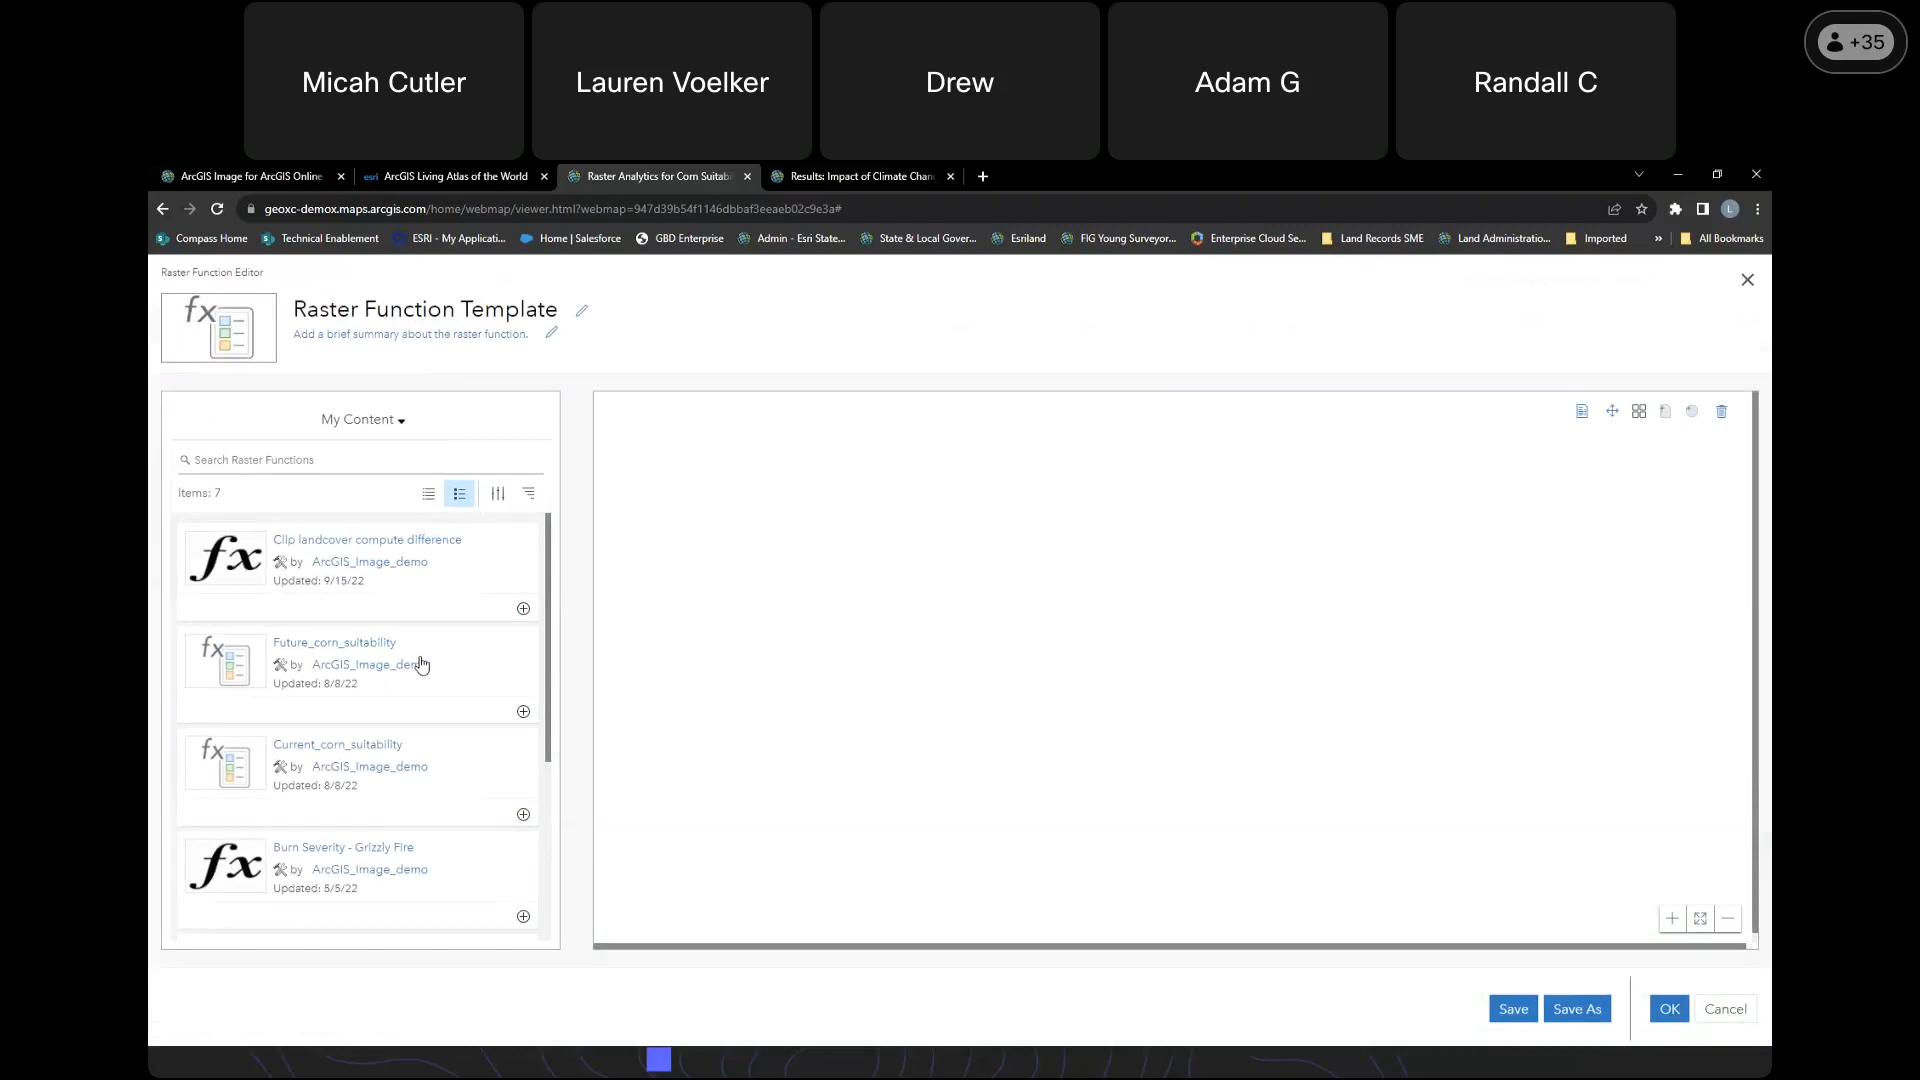 Micah Cutler
Lauren Voelker
Drew
Adam G
Randall C
+35
ArcGIS Image for ArcGIS Online
esri ArcGIS Living Atlas of the World
Raster Analytics for Corn Suitab
Results: Impact of Climate Chan
geoxc-demox.maps.arcgis.com/home/webmap/viewer.html?webmap=947d39b54f1146dbbaf3eeaeb02c9e3a#
L
Compass Home
Technical Enablement
ESRI - My Applicati...
Home | Salesforce
GBD Enterprise
Admin - Esri State...
State & Local Gover...
Esriland
FIG Young Surveyor...
Enterprise Cloud Se...
Land Records SME
Land Administratio...
Imported
»
All Bookmarks
Raster Function Editor
fx
Raster Function Template
Add a brief summary about the raster function.
My Content
Search Raster Functions
Items: 7
fx
Clip landcover compute difference
by ArcGIS_Image_demo
Updated: 9/15/22
fx
Future_corn_suitability
by ArcGIS_Image_demo
Updated: 8/8/22
fx
Current_corn_suitability
by ArcGIS_Image_demo
Updated: 8/8/22
fx
Burn Severity - Grizzly Fire
by ArcGIS_Image_demo
Updated: 5/5/22
Save
Save As
OK
Cancel